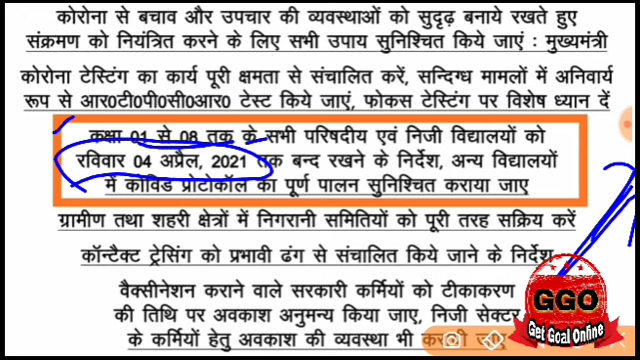 कोरोना से बचाव और उपचार की व्यवस्थाओं को सुदृढ़ बनाये रखते हुए
संक्रमण को नियंत्रित करने के लिए सभी उपाय सुनिश्चित किये जाएं : मुख्यमंत्री
कोरोना टेस्टिंग का कार्य पूरी क्षमता से संचालित करें, सन्दिग्ध मामलों में अनिवार्य
रूप से आर0टी0पी0सी0आर0 टेस्ट किये जाएं, फोकस टेस्टिंग पर विशेष ध्यान दें
कक्षा 01 से 08 तक के सभी परिषदीय एवं निजी विद्यालयों को
रविवार 04 अप्रैल, 2021 तक बन्द रखने के निर्देश, अन्य विद्यालयों
में कोविड प्रोटोकॉल का पूर्ण पालन सुनिश्चित कराया जाए
ग्रामीण तथा शहरी क्षेत्रों में निगरानी समितियों को पूरी तरह सक्रिय करें
कॉन्टैक्ट ट्रेसिंग को प्रभावी ढंग से संचालित किये जाने के निर्देश
वैक्सीनेशन कराने वाले सरकारी कर्मियों को टीकाकरण
की तिथि पर अवकाश अनुमन्य किया जाए, निजी सेक्टर
के कर्मियों हेतु अवकाश की व्यवस्था भी जाए
GGO
Get Goal Online